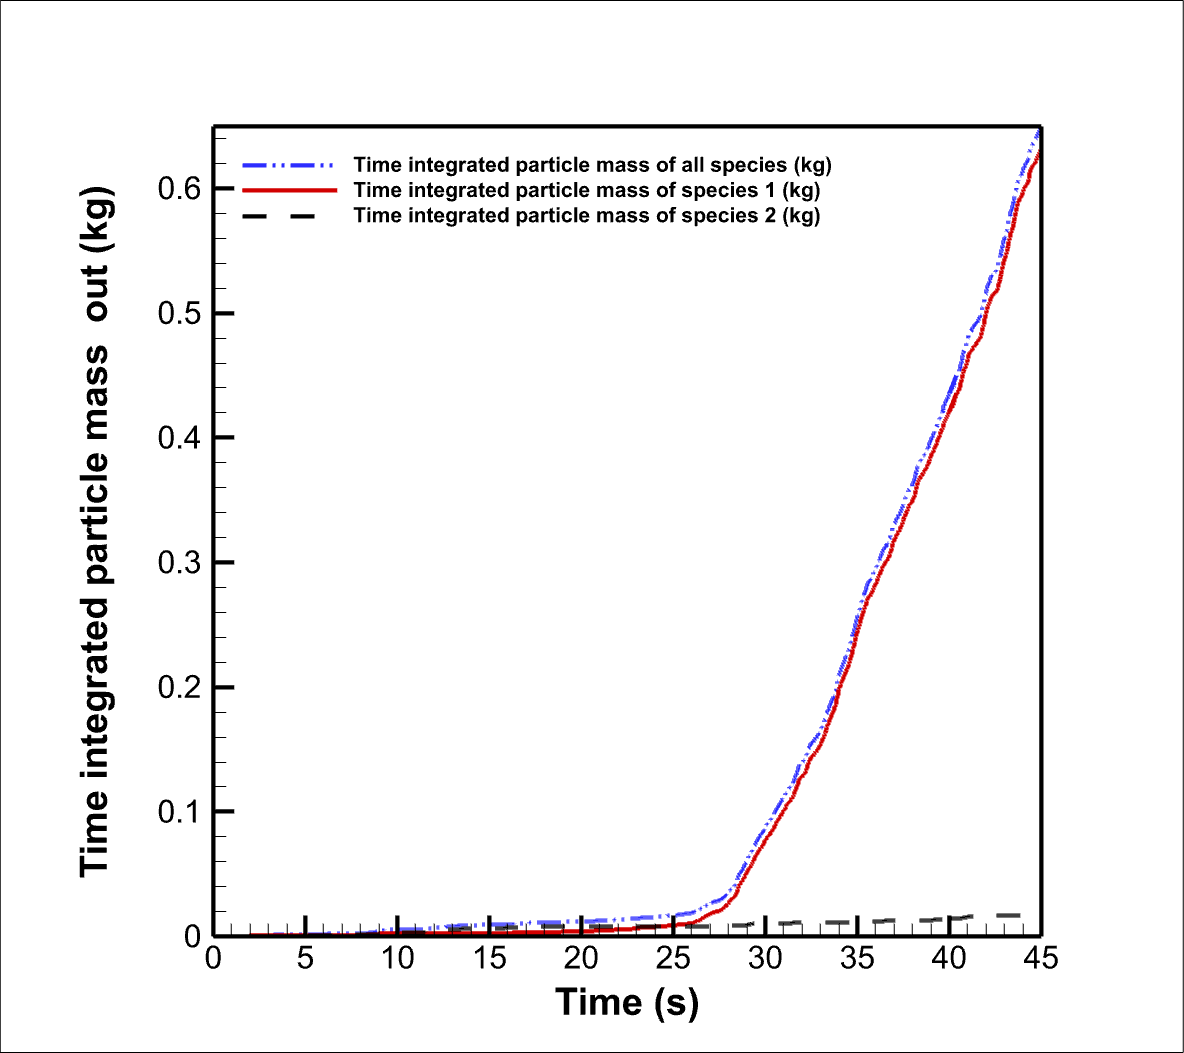 Time integrated particle mass of all species (kg)
Time integrated particle mass of species 1 (kg)
Time integrated particle mass of species 2 (kg)
Time integrated particle mass out (kg)
0.6
0.5
0.4
0.3
0.2
0.1
0
0 5 10 15 20 25 30 35 40 45
Time (s)